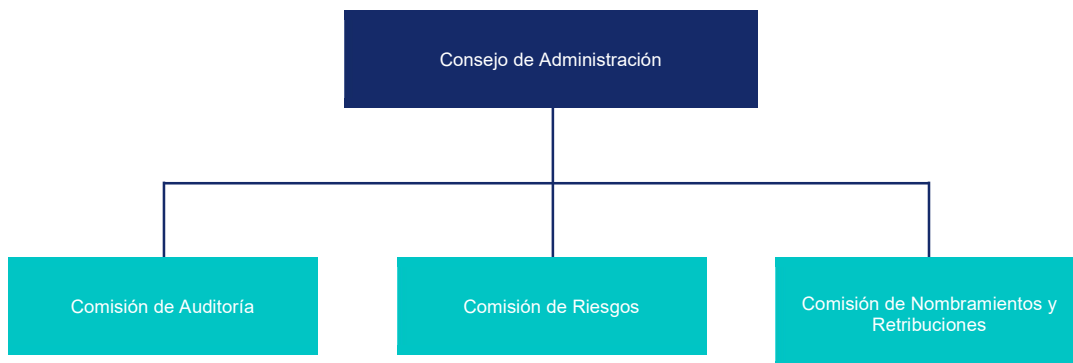 Consejo de Administración
Comisión de Auditoría
Comisión de Riesgos
Comisión de Nombramientos y
Retribuciones